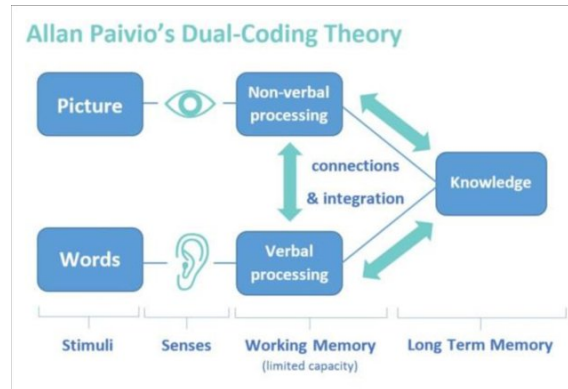 Allan Paivio's Dual-Coding Theory
Picture
Non-verbal
processing
connections
& integration
Knowledge
Words
Verbal
processing
Stimuli
Senses
Working Memory
(limited capacity)
Long Term Memory